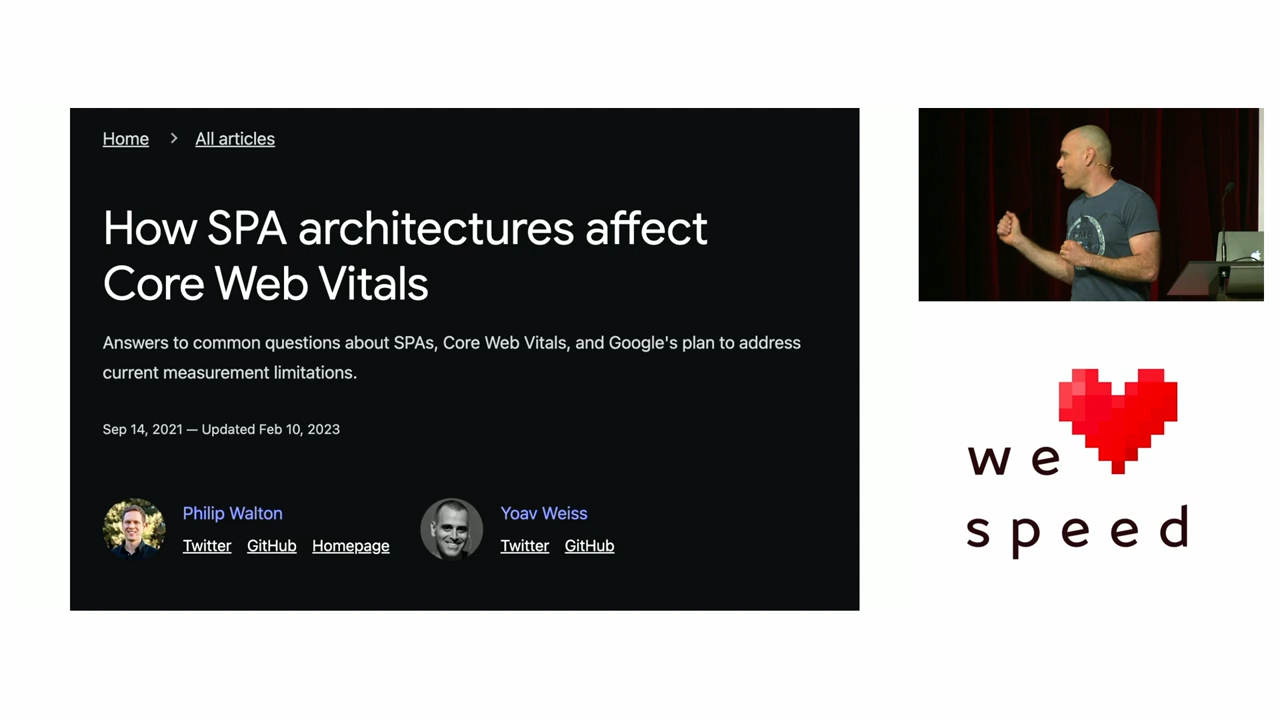 Home > All articles
How SPA architectures affect
Core Web Vitals
Answers to common questions about SPAs, Core Web Vitals, and Google's plan to address
current measurement limitations.
Sep 14, 2021 — Updated Feb 10, 2023
Philip Walton
Twitter GitHub Homepage
Yoav Weiss
Twitter GitHub
we
speed